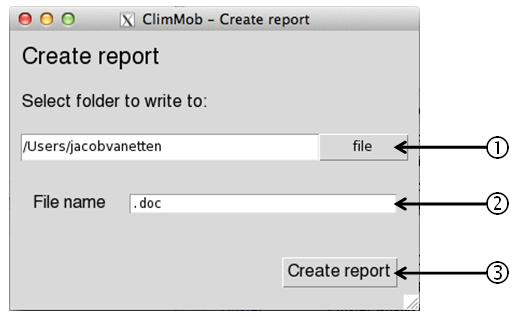 ClimMob - Create report
Create report
Select folder to write to:
/Users/jacobvanetten file 1
File name .doc 2
Create report 3